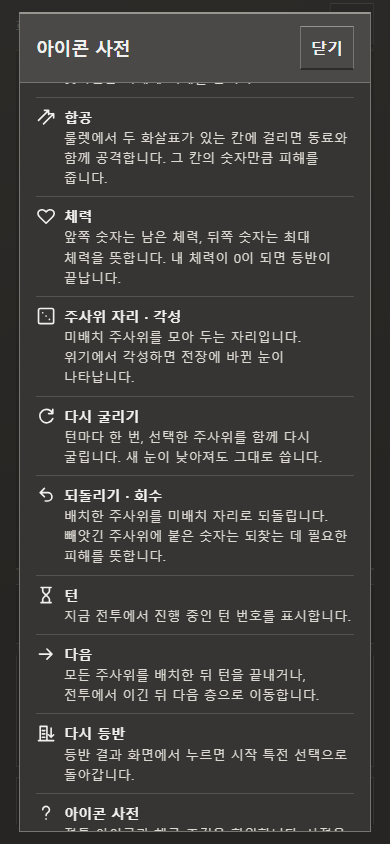 아이콘 사전
닫기
합공
룰렛에서 두 화살표가 있는 칸에 걸리면 동료와
함께 공격합니다. 그 칸의 숫자만큼 피해를
줍니다.
체력
앞쪽 숫자는 남은 체력, 뒤쪽 숫자는 최대
체력을 뜻합니다. 내 체력이 0이 되면 등반이
끝납니다.
주사위 자리 · 각성
미배치 주사위를 모아 두는 자리입니다.
위기에서 각성하면 전장에 바뀐 눈이
나타납니다.
다시 굴리기
턴마다 한 번, 선택한 주사위를 함께 다시
굴립니다. 새 눈이 낮아져도 그대로 씁니다.
되돌리기 · 회수
배치한 주사위를 미배치 자리로 되돌립니다.
빼앗긴 주사위에 붙은 숫자는 되찾는 데 필요한
피해를 뜻합니다.
턴
지금 전투에서 진행 중인 턴 번호를 표시합니다.
다음
모든 주사위를 배치한 뒤 턴을 끝내거나,
전투에서 이긴 뒤 다음 층으로 이동합니다.
다시 등반
등반 결과 화면에서 누르면 시작 특전 선택으로
돌아갑니다.
아이콘 사전